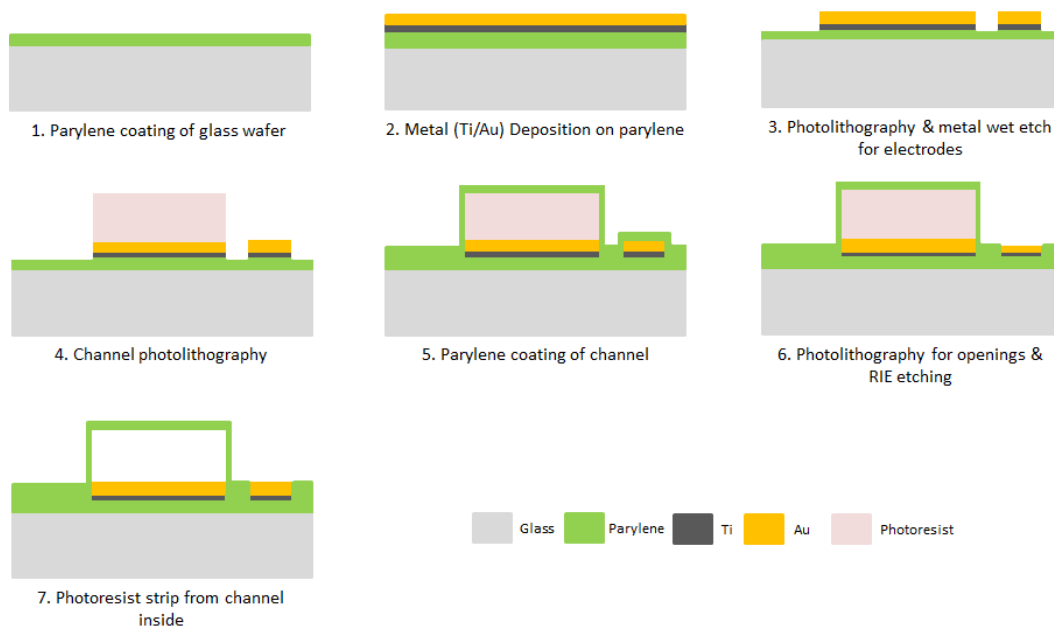 1. Parylene coating of glass wafer
2. Metal (Ti/Au) Deposition on parylene
3. Photolithography & metal wet etch
for electrodes
4. Channel photolithography
5. Parylene coating of channel
6. Photolithography for openings &
RIE etching
7. Photoresist strip from channel
inside
Glass Parylene Ti Au Photoresist